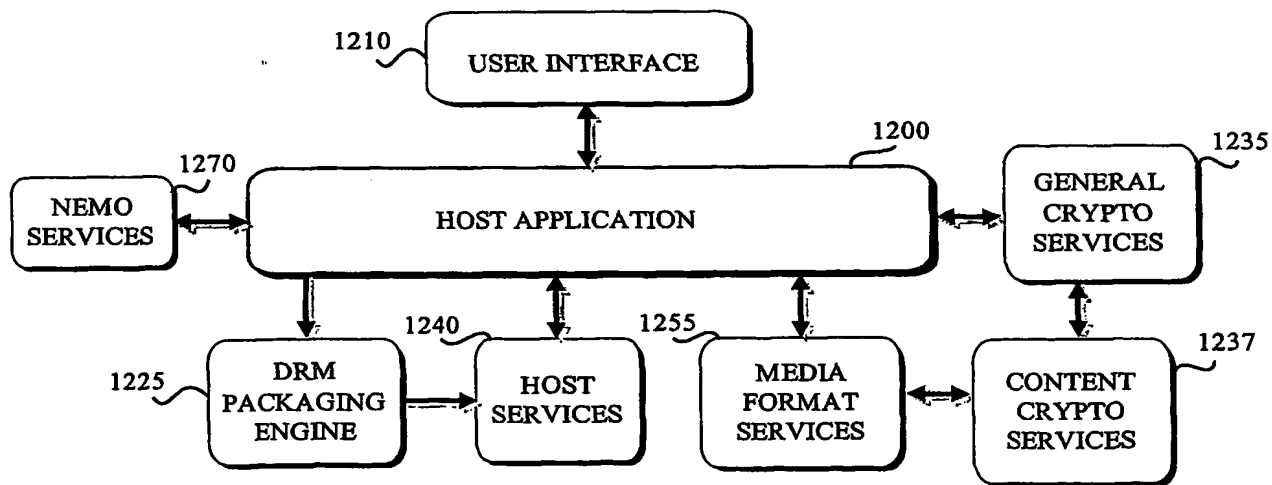 1210
USER INTERFACE
1200
1235
1270
NEMO
SERVICES
HOST APPLICATION
GENERAL
CRYPTO
SERVICES
1225
DRM
PACKAGING
ENGINE
1240
HOST
SERVICES
1255
MEDIA
FORMAT
SERVICES
1237
CONTENT
CRYPTO
SERVICES